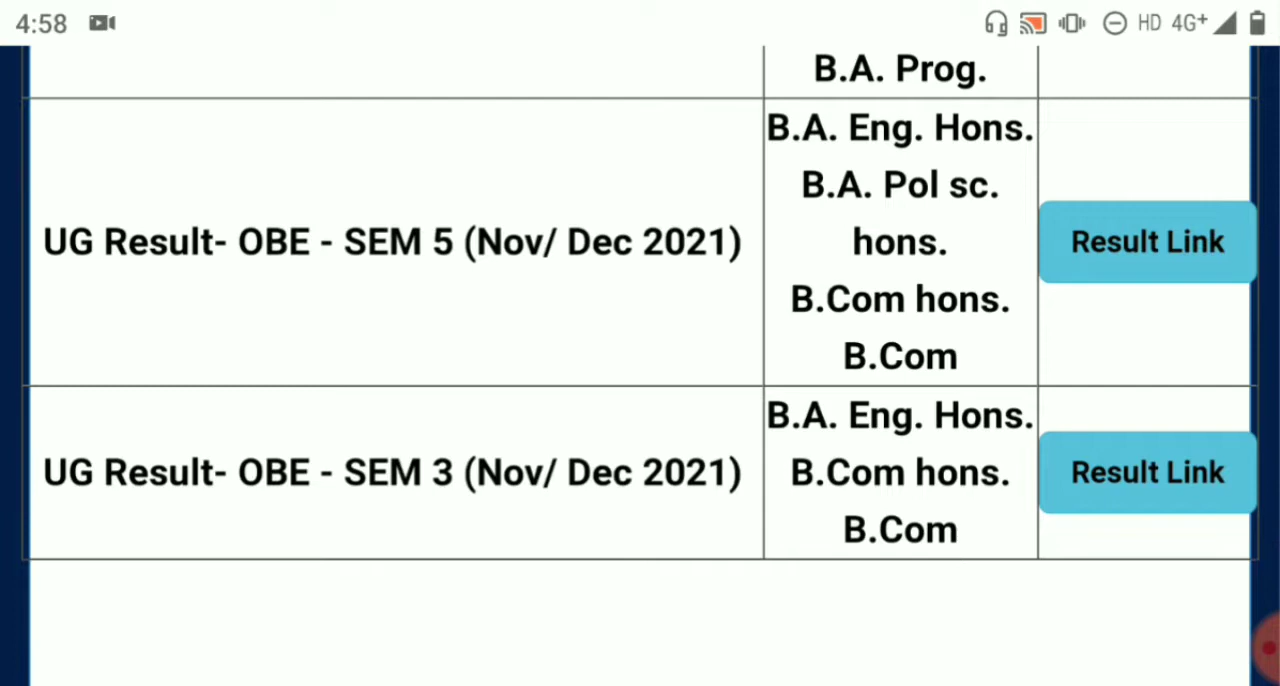 4:58 HD 4G+
B.A. Prog.
B.A. Eng. Hons.
B.A. Pol sc.
UG Result- OBE - SEM 5 (Nov/ Dec 2021) hons. Result Link
B.Com hons.
B.Com
B.A. Eng. Hons.
UG Result- OBE - SEM 3 (Nov/ Dec 2021) B.Com hons. Result Link
B.Com